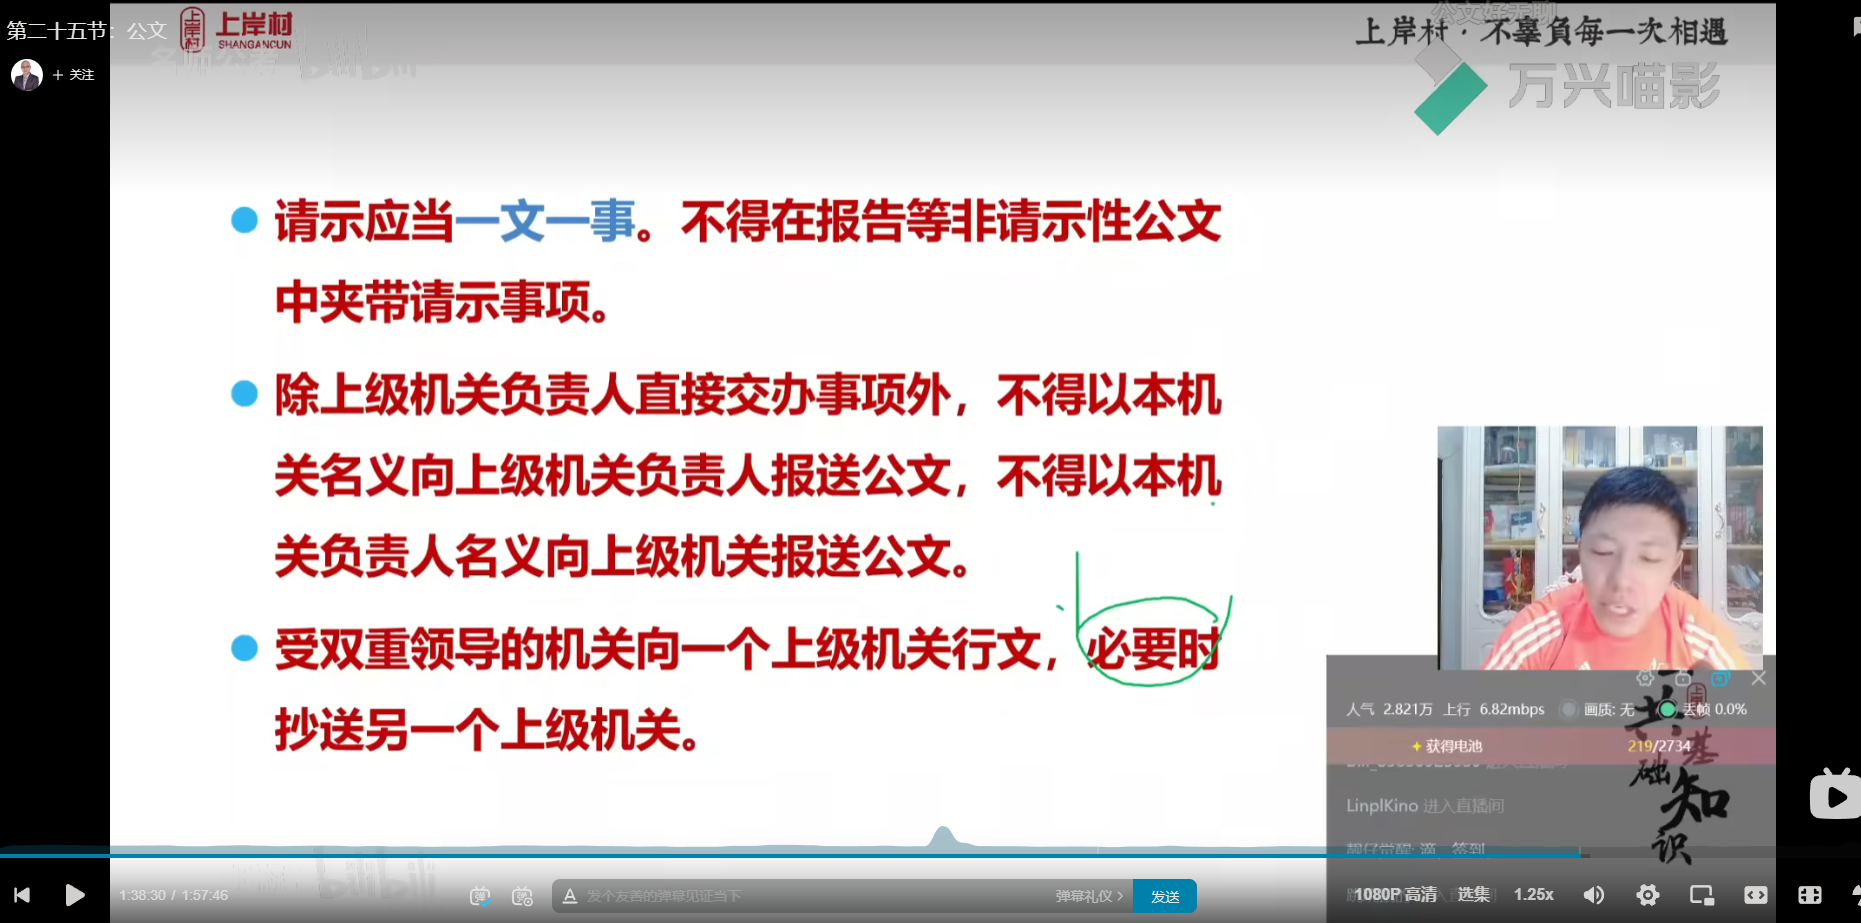 第二十五节：公文
上岸村
上岸村
SHANGANCUN
上岸村·不辜負每一次相遇
+ 关注
万兴喵影
请示应当一文一事。不得在报告等非请示性公文
中夹带请示事项。
除上级机关负责人直接交办事项外，不得以本机
关名义向上级机关负责人报送公文，不得以本机
关负责人名义向上级机关报送公文。
受双重领导的机关向一个上级机关行文，必要时
抄送另一个上级机关。
人气 2.821万 上行 6.82mbps 画质: 无 丢帧 0.0%
获得电池 219/2734
LinplKino 进入直播间
基础知识
bilibili
1:38:30 / 1:57:46
发个友善的弹幕见证当下
弹幕礼仪 >
发送
1080P 高清 选集 1.25x